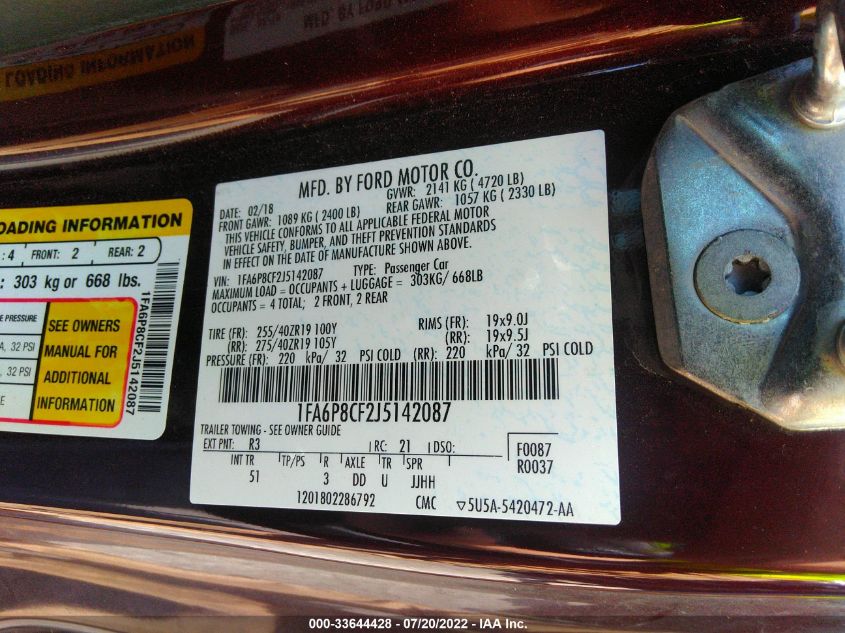 LOADING INFORMATION
MFD. BY FORD
OADING INFORMATION
: 4 FRONT: 2 REAR: 2
: 303 kg or 668 lbs.
E PRESSURE
A, 32 PSI
A, 32 PSI
E
SEE OWNERS
MANUAL FOR
ADDITIONAL
INFORMATION
1FA6P8CF2J5142087
MFD. BY FORD MOTOR CO.
DATE: 02/18 GVWR: 2141 KG ( 4720 LB)
FRONT GAWR: 1089 KG ( 2400 LB) REAR GAWR: 1057 KG ( 2330 LB)
THIS VEHICLE CONFORMS TO ALL APPLICABLE FEDERAL MOTOR
VEHICLE SAFETY, BUMPER, AND THEFT PREVENTION STANDARDS
IN EFFECT ON THE DATE OF MANUFACTURE SHOWN ABOVE.
VIN: 1FA6P8CF2J5142087 TYPE: Passenger Car
MAXIMUM LOAD = OCCUPANTS + LUGGAGE = 303KG/ 668LB
OCCUPANTS = 4 TOTAL; 2 FRONT, 2 REAR
TIRE (FR): 255/40ZR19 100Y RIMS (FR): 19x9.0J
(RR): 275/40ZR19 105Y (RR): 19x9.5J
PRESSURE (FR): 220 kPa/ 32 PSI COLD (RR): 220 kPa/ 32 PSI COLD
1FA6P8CF2J5142087
TRAILER TOWING - SEE OWNER GUIDE
EXT PNT: R3 RC: 21 DSO: F0087
R0037
INT TR TP/PS R AXLE TR SPR
51 3 DD U JJHH
1201802286792 CMC ▽5U5A-5420472-AA
000-33644428 - 07/20/2022 - IAA Inc.